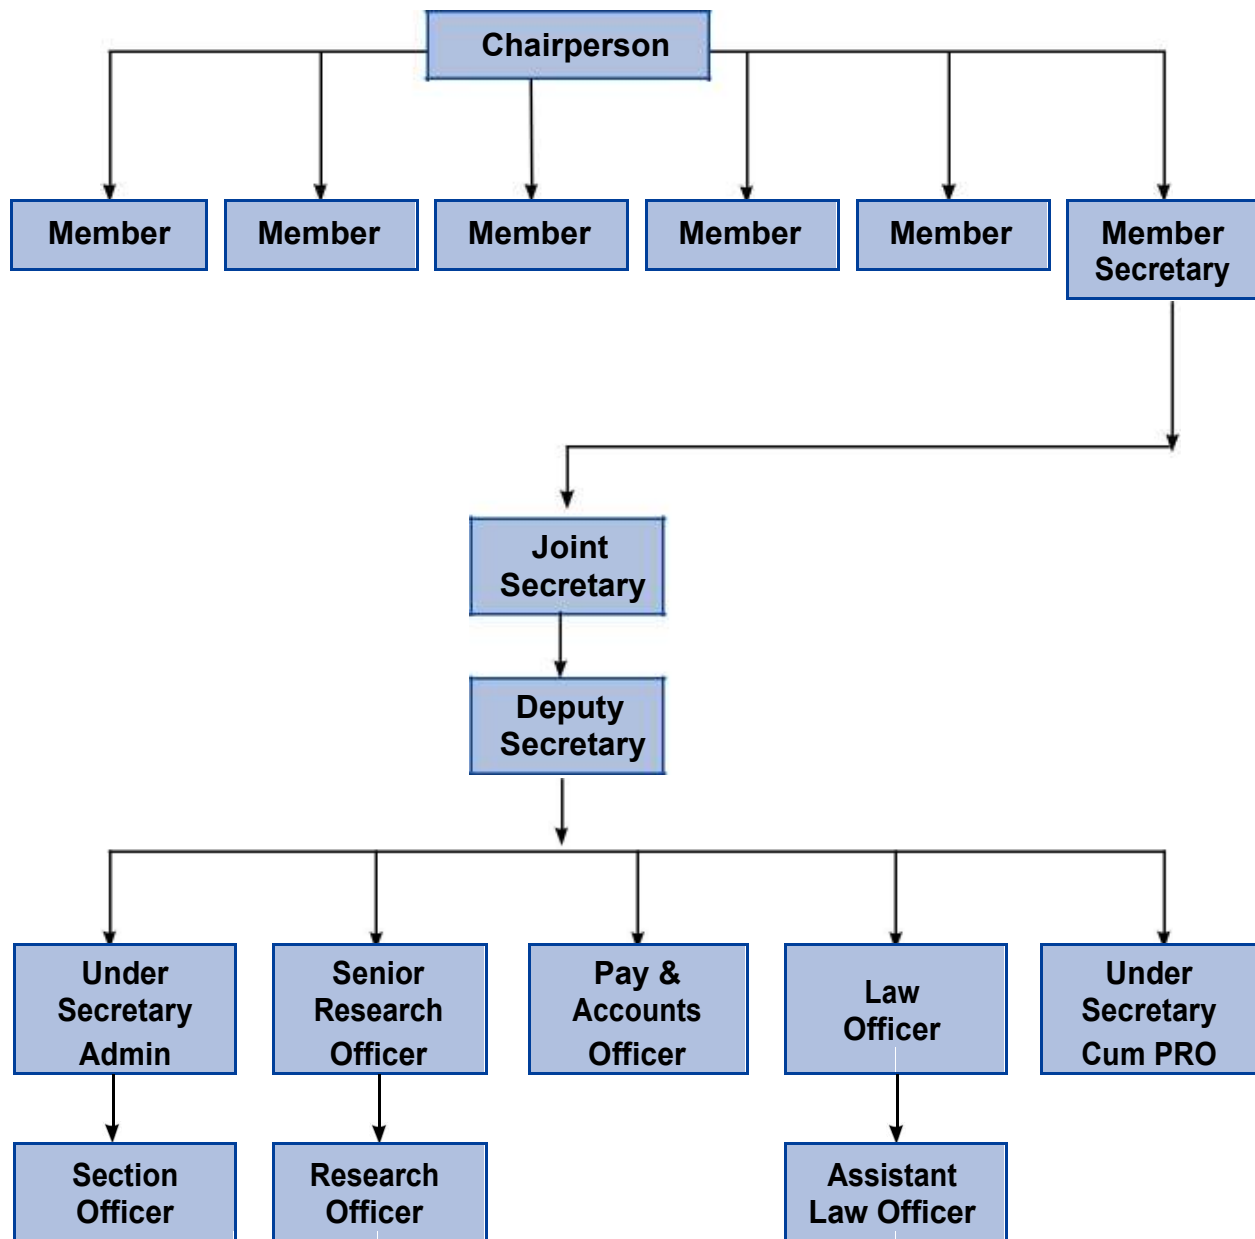 Chairperson
Member
Member
Member
Member
Member
Member
Secretary
Joint
Secretary
Deputy
Secretary
Under
Secretary
Admin
Senior
Research
Officer
Pay &
Accounts
Officer
Law
Officer
Under
Secretary
Cum PRO
Section
Officer
Research
Officer
Assistant
Law Officer